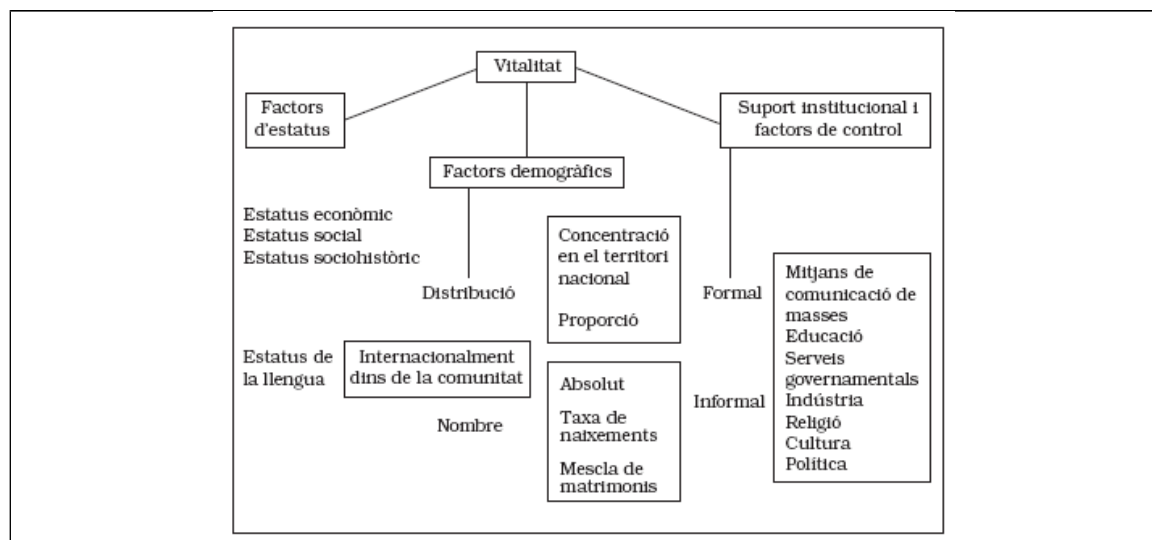 Vitalitat
Factors
d'estatus
Suport institucional i
factors de control
Factors demogràfics
Estatus econòmic
Estatus social
Estatus sociohistòric
Distribució
Concentració
en el territori
nacional
Proporció
Formal
Mitjans de
comunicació de
masses
Educació
Serveis
governamentals
Indústria
Religió
Cultura
Política
Estatus de
la llengua
Internacionalment
dins de la comunitat
Nombre
Absolut
Taxa de
naixements
Mescla de
matrimonis
Informal